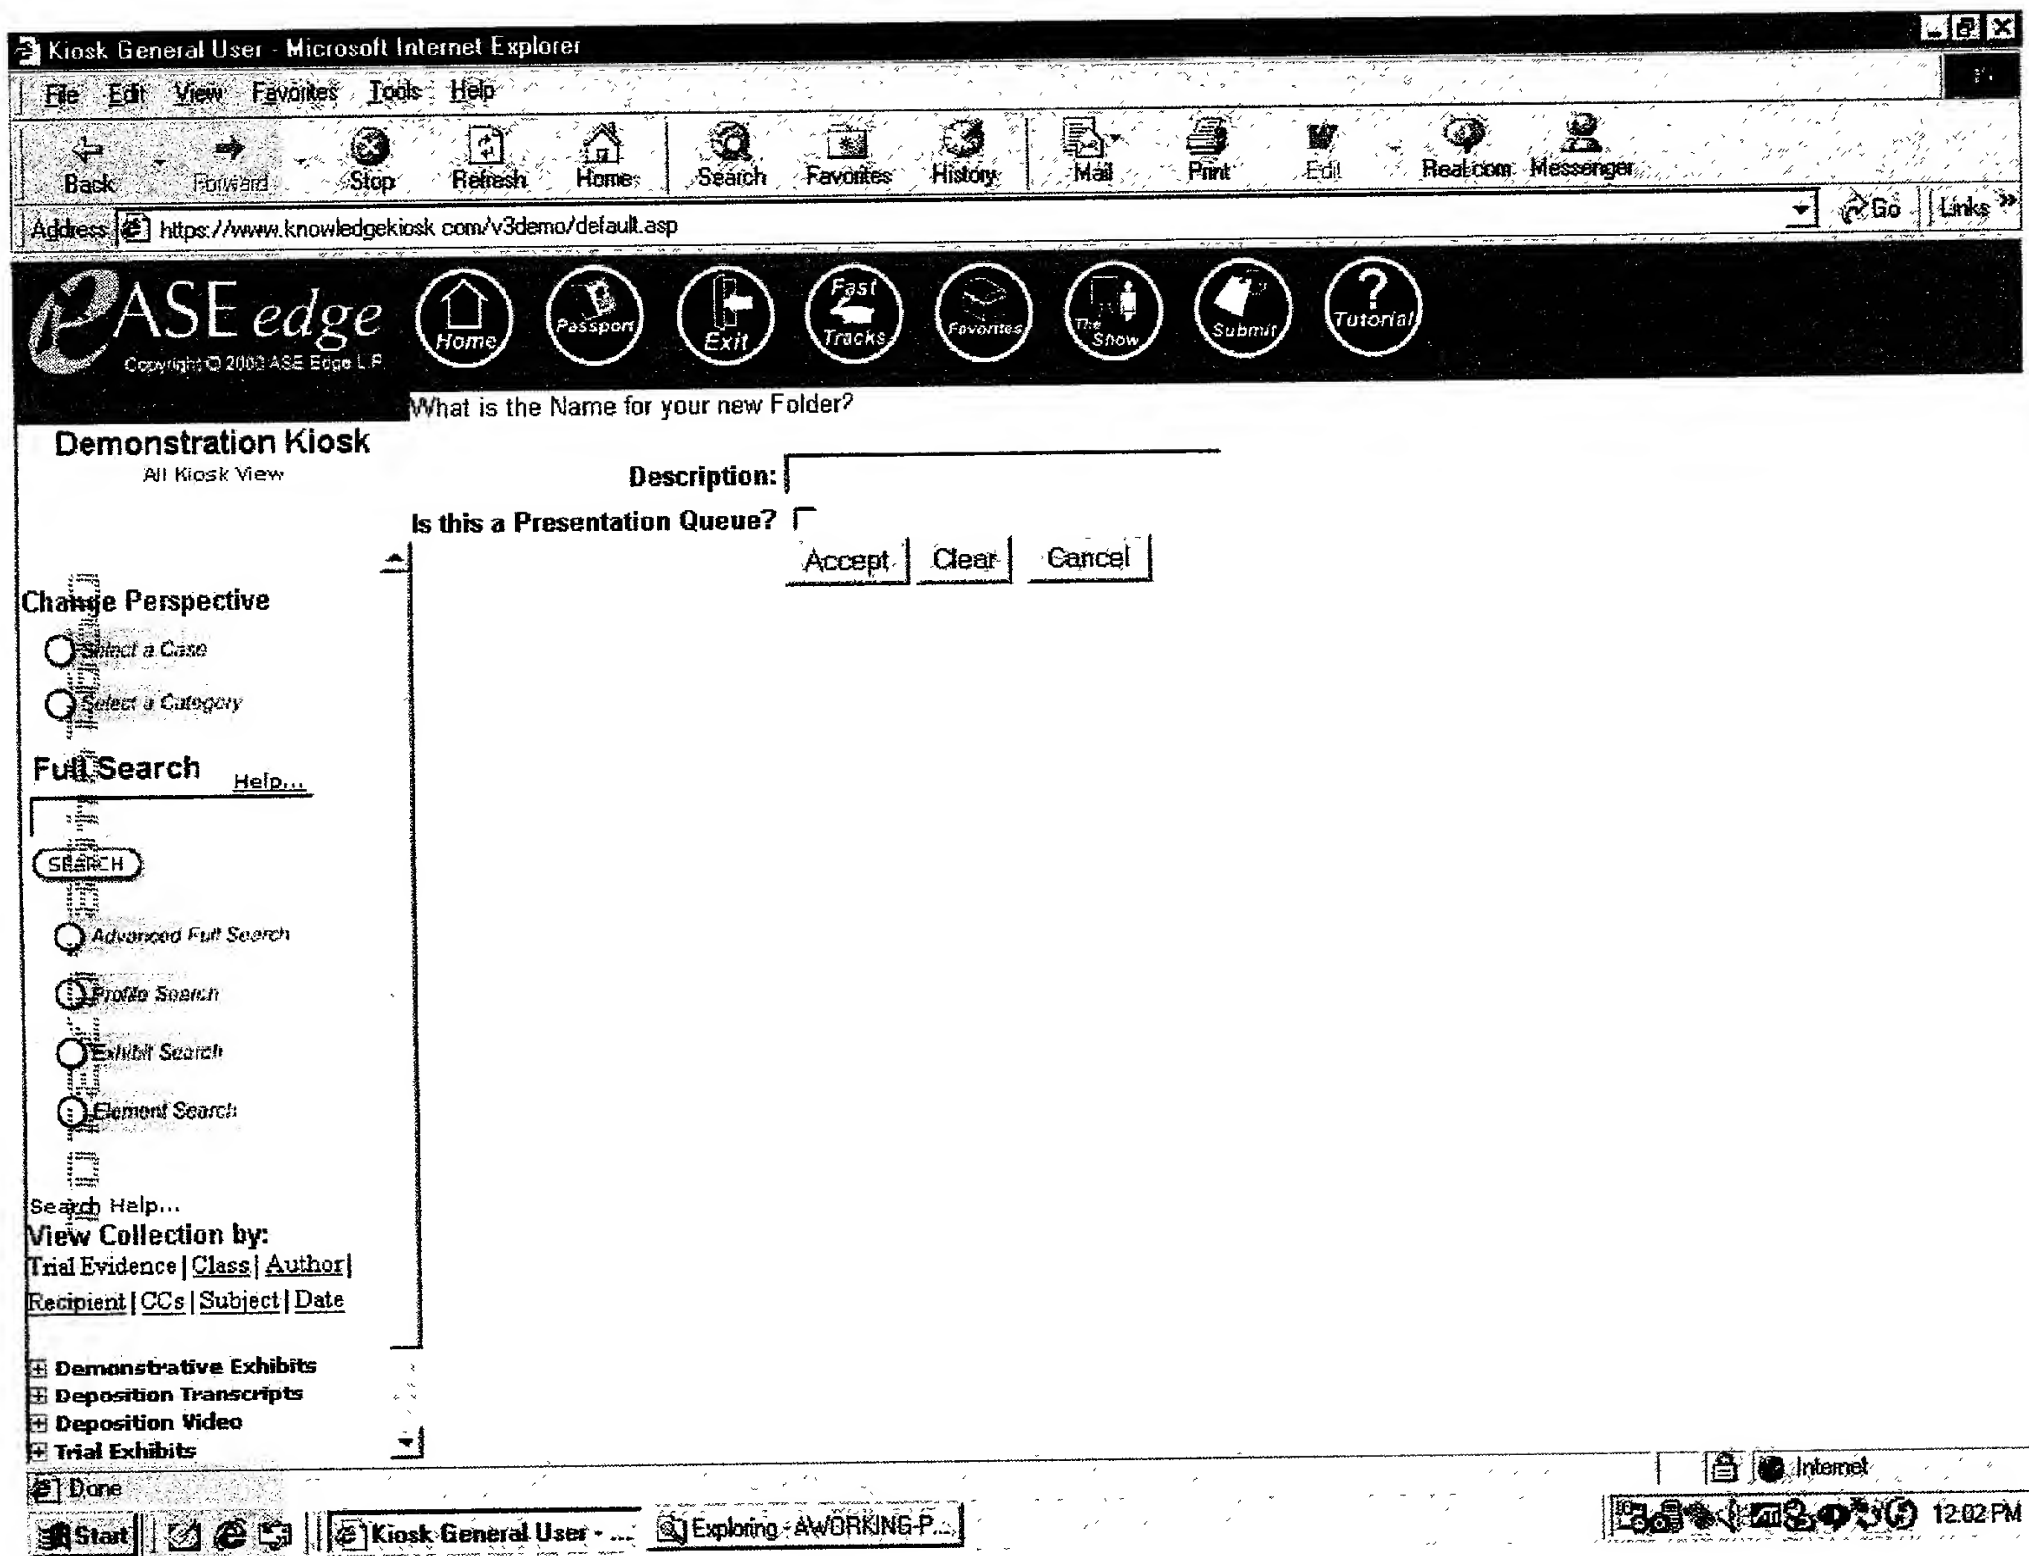 Kiosk General User - Microsoft Internet Explorer
File Edit View Favorites Tools Help
Back Forward Stop Refresh Home Search Favorites History Mail Print Edit Real.com Messenger
Address https://www.knowledgekiosk com/v3demo/default.asp Go Links »
eASE edge
Copyright © 2000 ASE Edge L.P.
Home Passport Exit Fast Tracks Favorites The Show Submit ? Tutorial
What is the Name for your new Folder?
Demonstration Kiosk
All Kiosk View
Description:
Is this a Presentation Queue?
Accept Clear Cancel
Change Perspective
Select a Case
Select a Category
Full Search Help...
SEARCH
Advanced Full Search
Profile Search
Exhibit Search
Element Search
Search Help...
View Collection by:
Trial Evidence | Class | Author |
Recipient | CCs | Subject | Date
Demonstrative Exhibits
Deposition Transcripts
Deposition Video
Trial Exhibits
Done Internet
Start Kiosk General User - ... Exploring - AWORKING-P... 12:02 PM